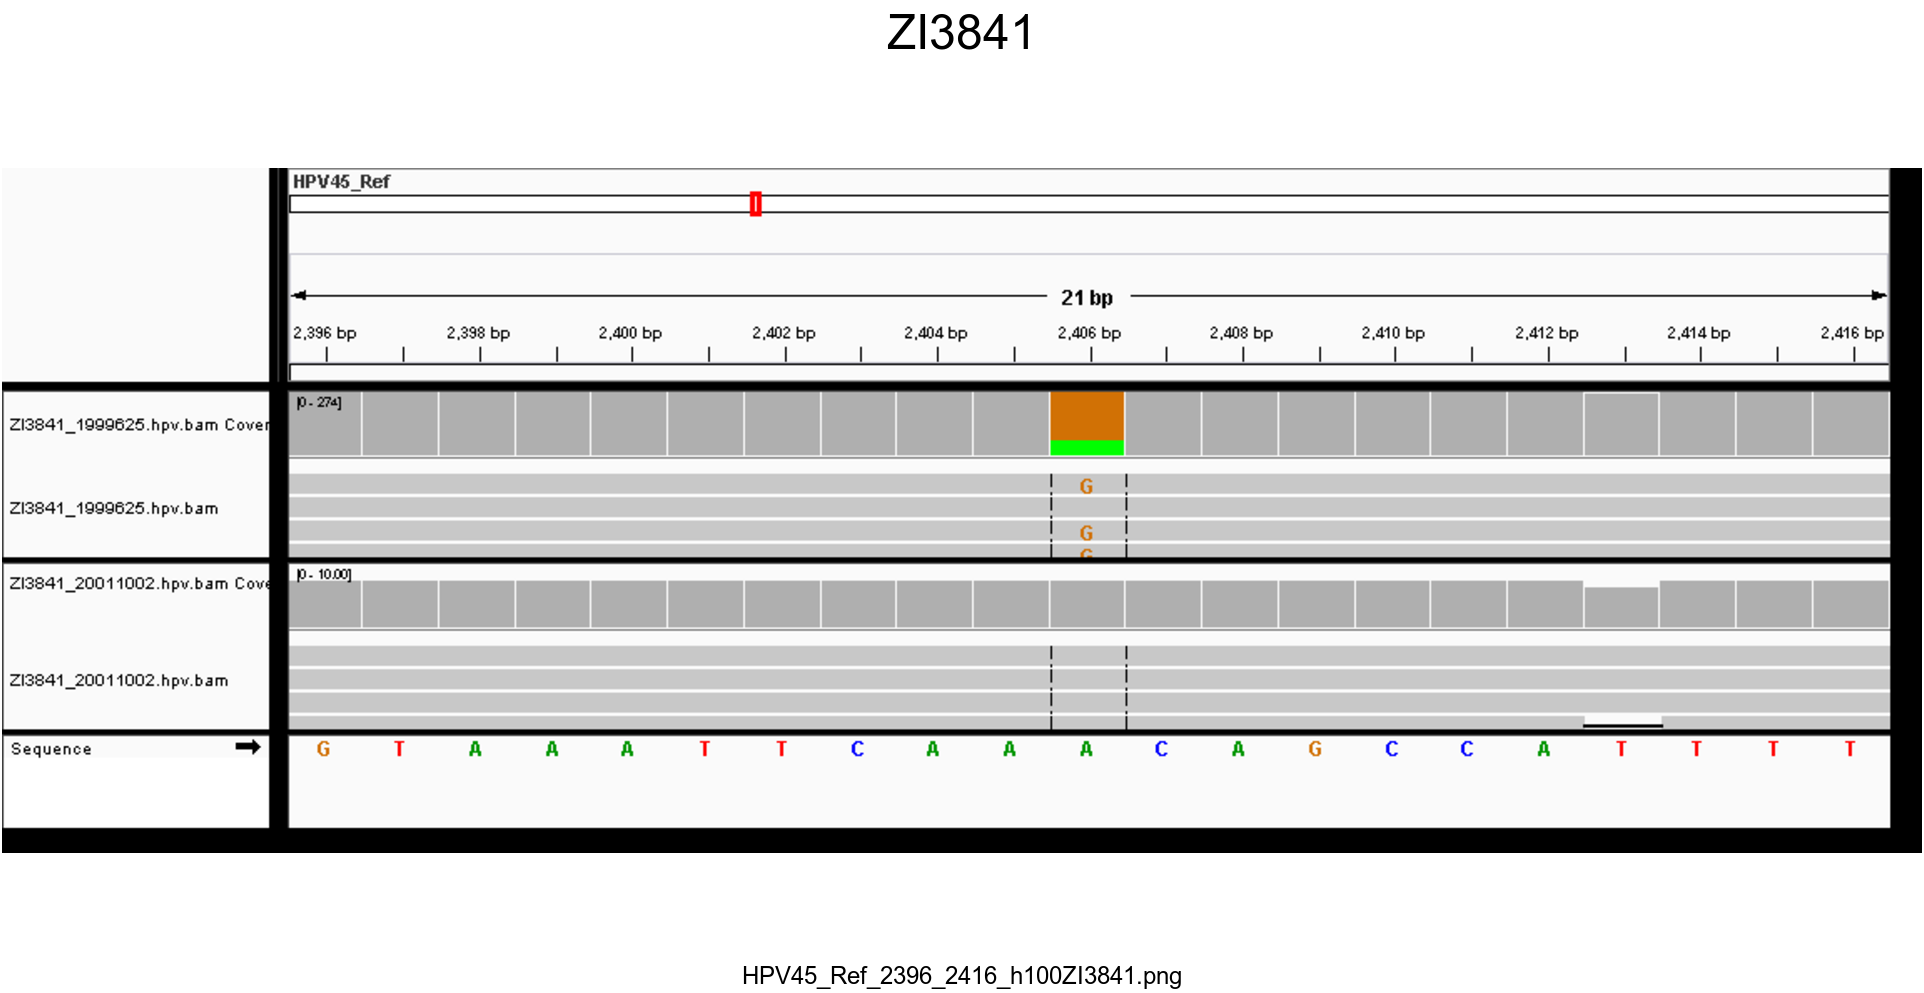 ZI3841
HPV45_Ref
21 bp
2,396 bp 2,398 bp 2,400 bp 2,402 bp 2,404 bp 2,406 bp 2,408 bp 2,410 bp 2,412 bp 2,414 bp 2,416 bp
[0 - 274]
ZI3841_1999625.hpv.bam Cover
G
ZI3841_1999625.hpv.bam
G
G
[0 - 10.00]
ZI3841_20011002.hpv.bam Cove
ZI3841_20011002.hpv.bam
Sequence G T A A A T T C A A A C A G C C A T T T T
HPV45_Ref_2396_2416_h100ZI3841.png